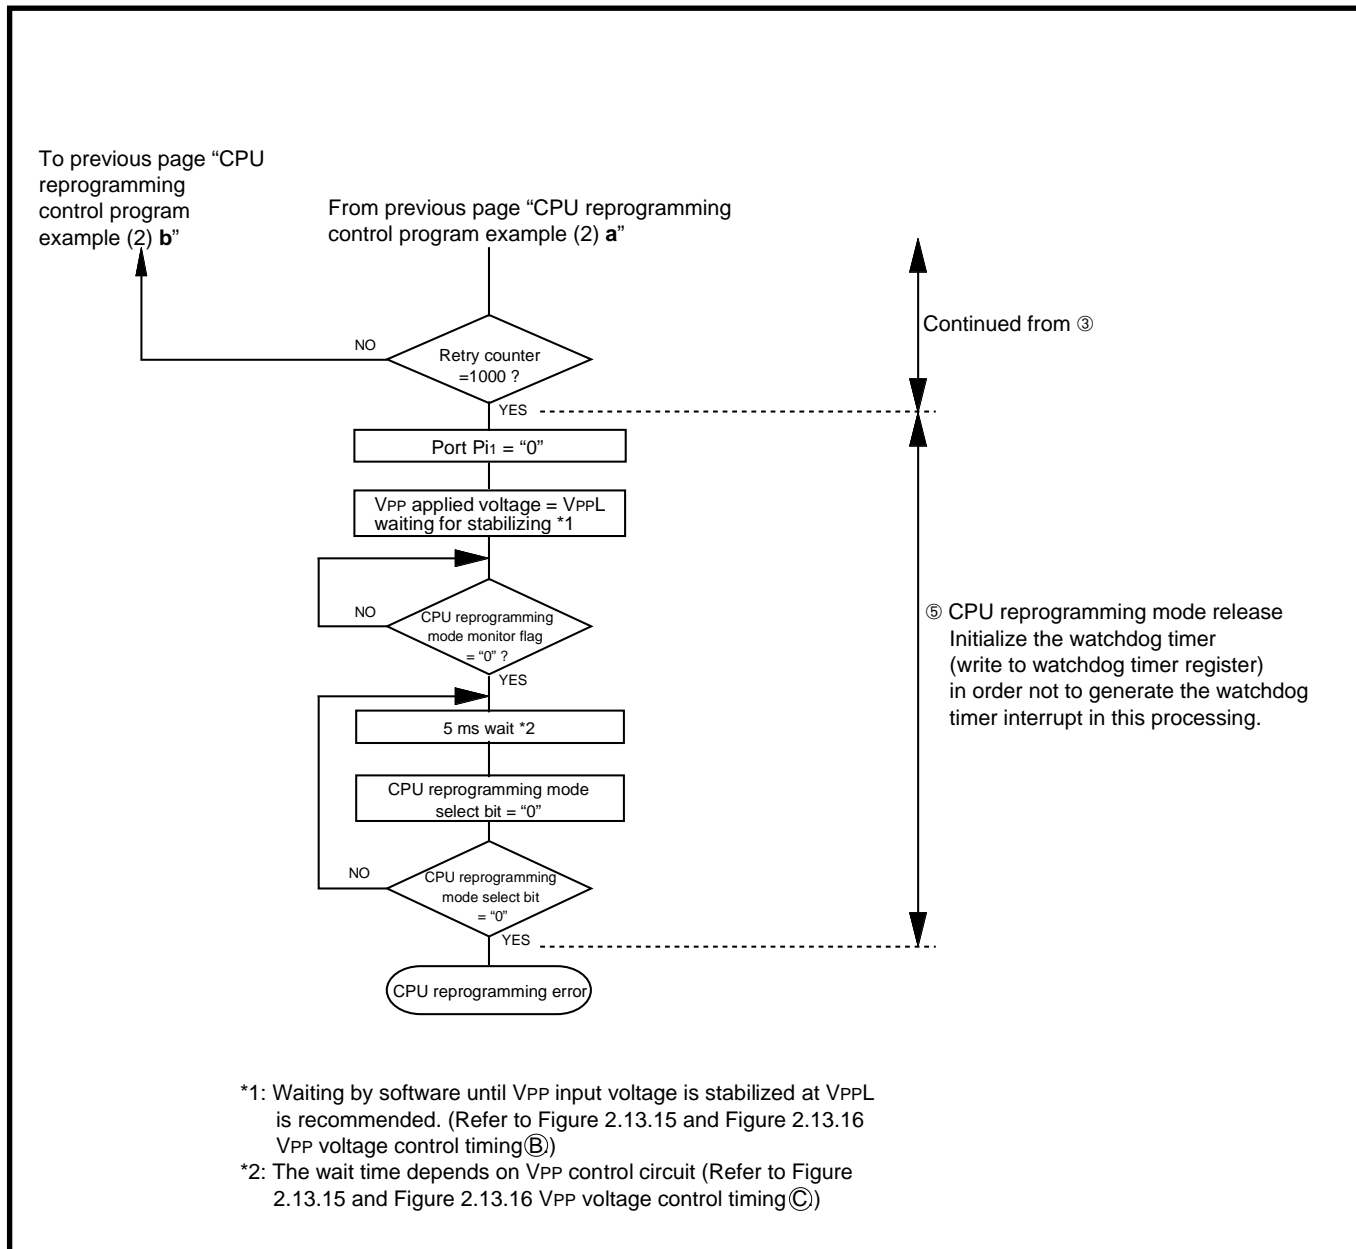 To previous page “CPU
reprogramming
control program
example (2) b”
From previous page “CPU reprogramming
control program example (2) a”
Continued from ③
NO
Retry counter
=1000 ?
YES
Port Pi1 = “0”
VPP applied voltage = VPPL
waiting for stabilizing *1
NO
CPU reprogramming
mode monitor flag
= “0” ?
YES
⑤ CPU reprogramming mode release
Initialize the watchdog timer
(write to watchdog timer register)
in order not to generate the watchdog
timer interrupt in this processing.
5 ms wait *2
CPU reprogramming mode
select bit = “0”
NO
CPU reprogramming
mode select bit
= “0”
YES
CPU reprogramming error
*1: Waiting by software until VPP input voltage is stabilized at VPPL
is recommended. (Refer to Figure 2.13.15 and Figure 2.13.16
VPP voltage control timing Ⓑ.)
*2: The wait time depends on VPP control circuit (Refer to Figure
2.13.15 and Figure 2.13.16 VPP voltage control timing Ⓒ.)